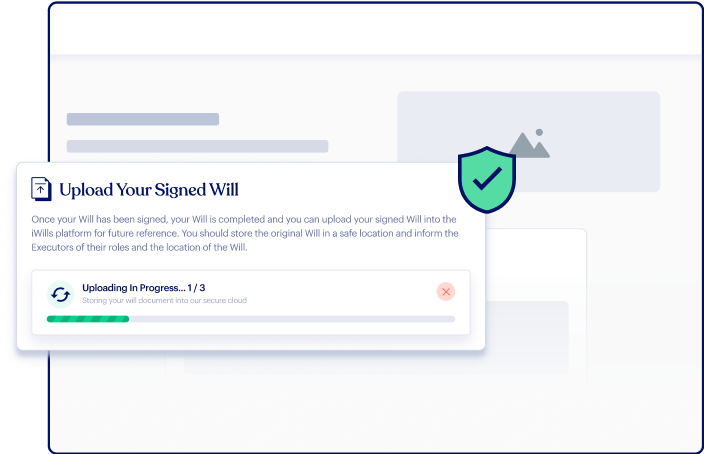 Upload Your Signed Will
Once your Will has been signed, your Will is completed and you can upload your signed Will into the
iWills platform for future reference. You should store the original Will in a safe location and inform the
Executors of their roles and the location of the Will.
Uploading In Progress... 1 / 3
Storing your will document into our secure cloud